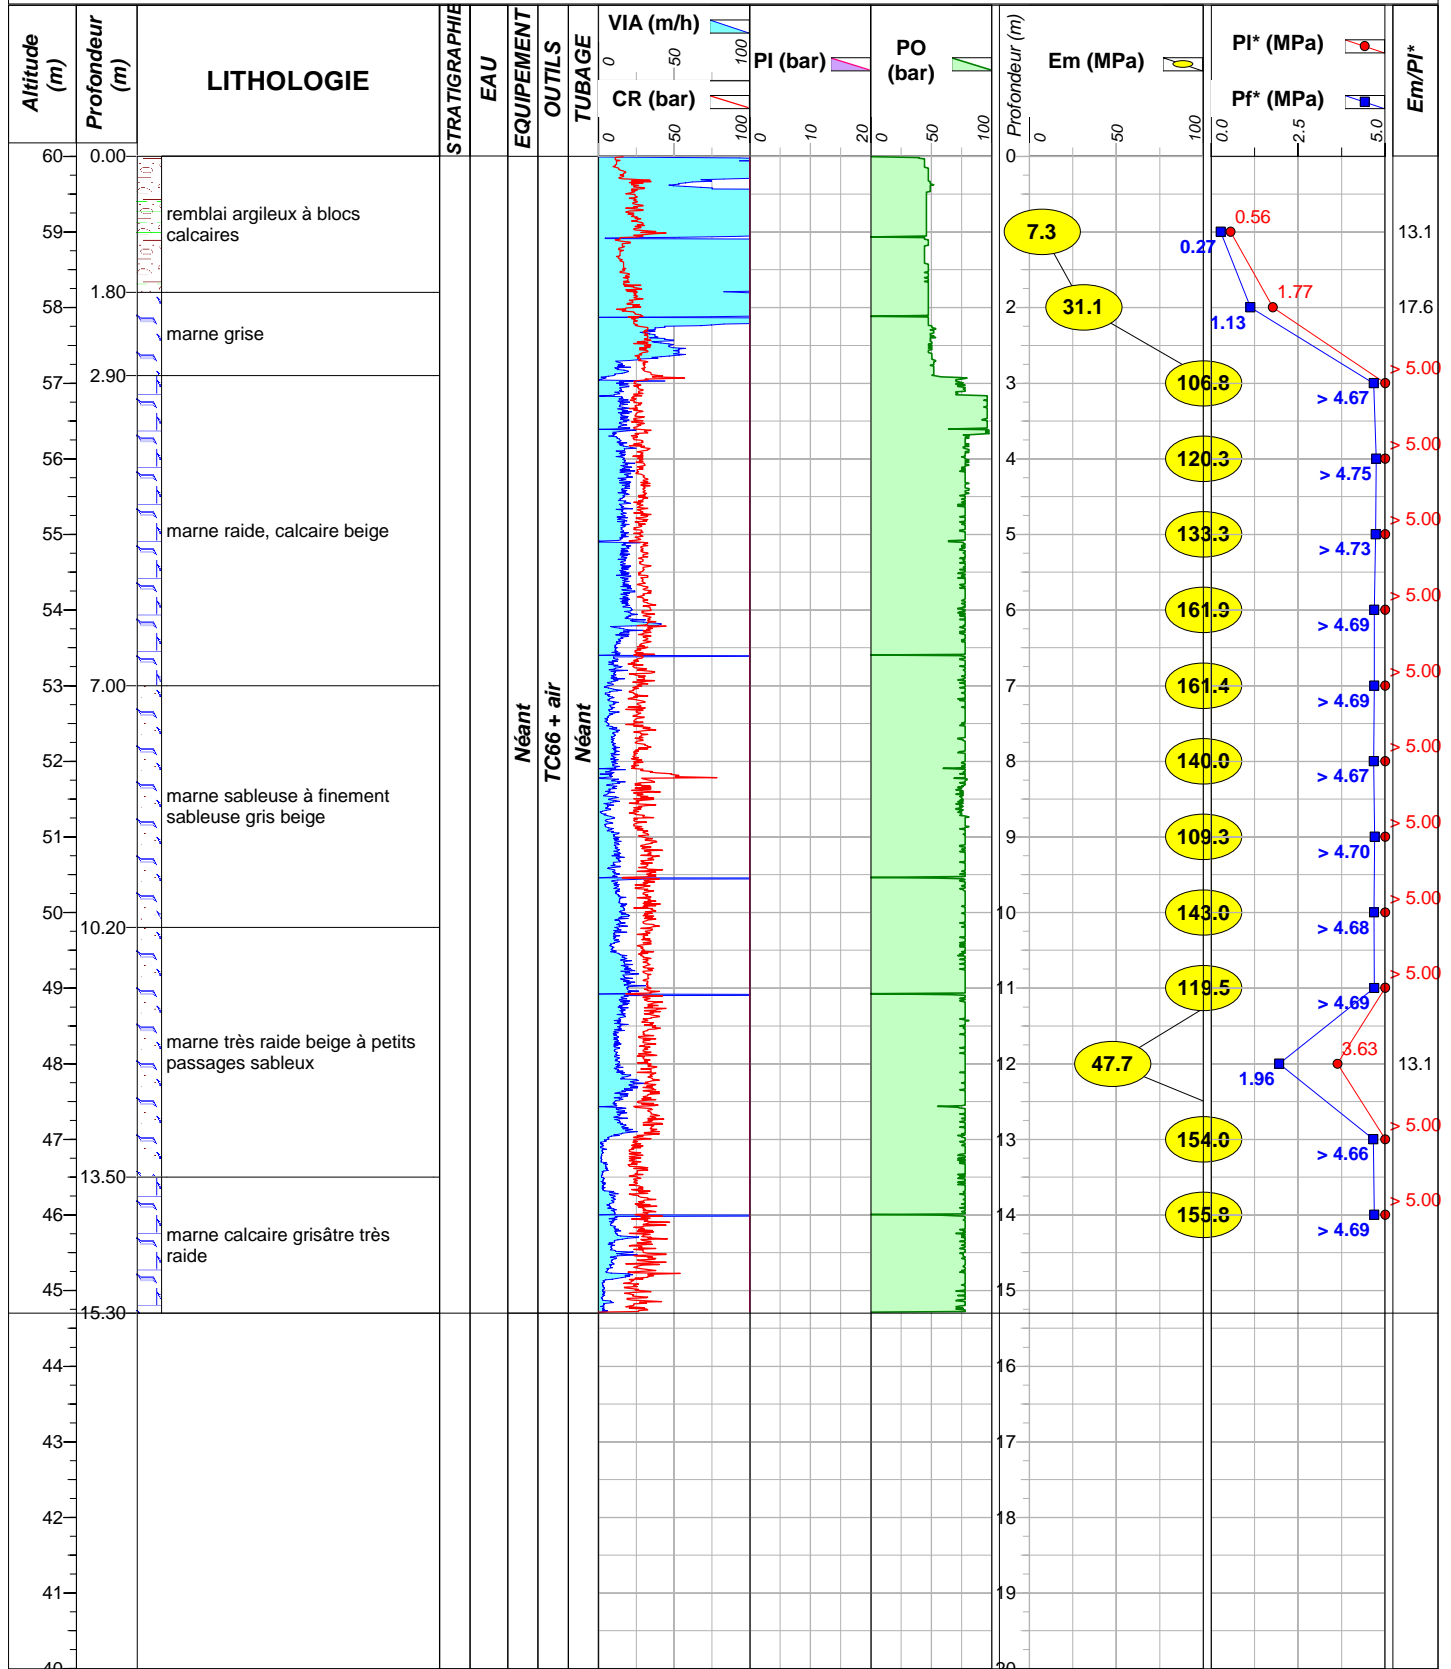 Altitude
(m)
Profondeur
(m)
LITHOLOGIE
STRATIGRAPHIE
EAU
EQUIPEMENT
OUTILS
TUBAGE
VIA (m/h)
0 50 100
CR (bar)
0 50 100
PI (bar)
0 10 20
PO
(bar)
0 50 100
Profondeur (m)
Em (MPa)
0 50 100
Pl* (MPa)
Pf* (MPa)
0.0 2.5 5.0
Em/Pl*
60 0.00 0
remblai argileux à blocs
calcaires
59 7.3 0.27 0.56 1 13.1
1.80
58 31.1 1.13 1.77 2 17.6
marne grise
2.90
57 3 106.8 > 4.67 > 5.00
56 4 120.3 > 4.75 > 5.00
marne raide, calcaire beige
55 5 133.3 > 4.73 > 5.00
54 6 161.9 > 4.69 > 5.00
53 7.00 7 161.4 > 4.69 > 5.00
Néant
TC66 + air
Néant
52 8 140.0 > 4.67 > 5.00
marne sableuse à finement
sableuse gris beige
51 9 109.3 > 4.70 > 5.00
50 10 143.0 > 4.68 > 5.00
10.20
49 11 119.5 > 4.69 > 5.00
marne très raide beige à petits
passages sableux
48 12 47.7 1.96 3.63 13.1
47 13 154.0 > 4.66 > 5.00
13.50
46 14 155.8 > 4.69 > 5.00
marne calcaire grisâtre très
raide
45 15
15.30
44 16
43 17
42 18
41 19
40 20